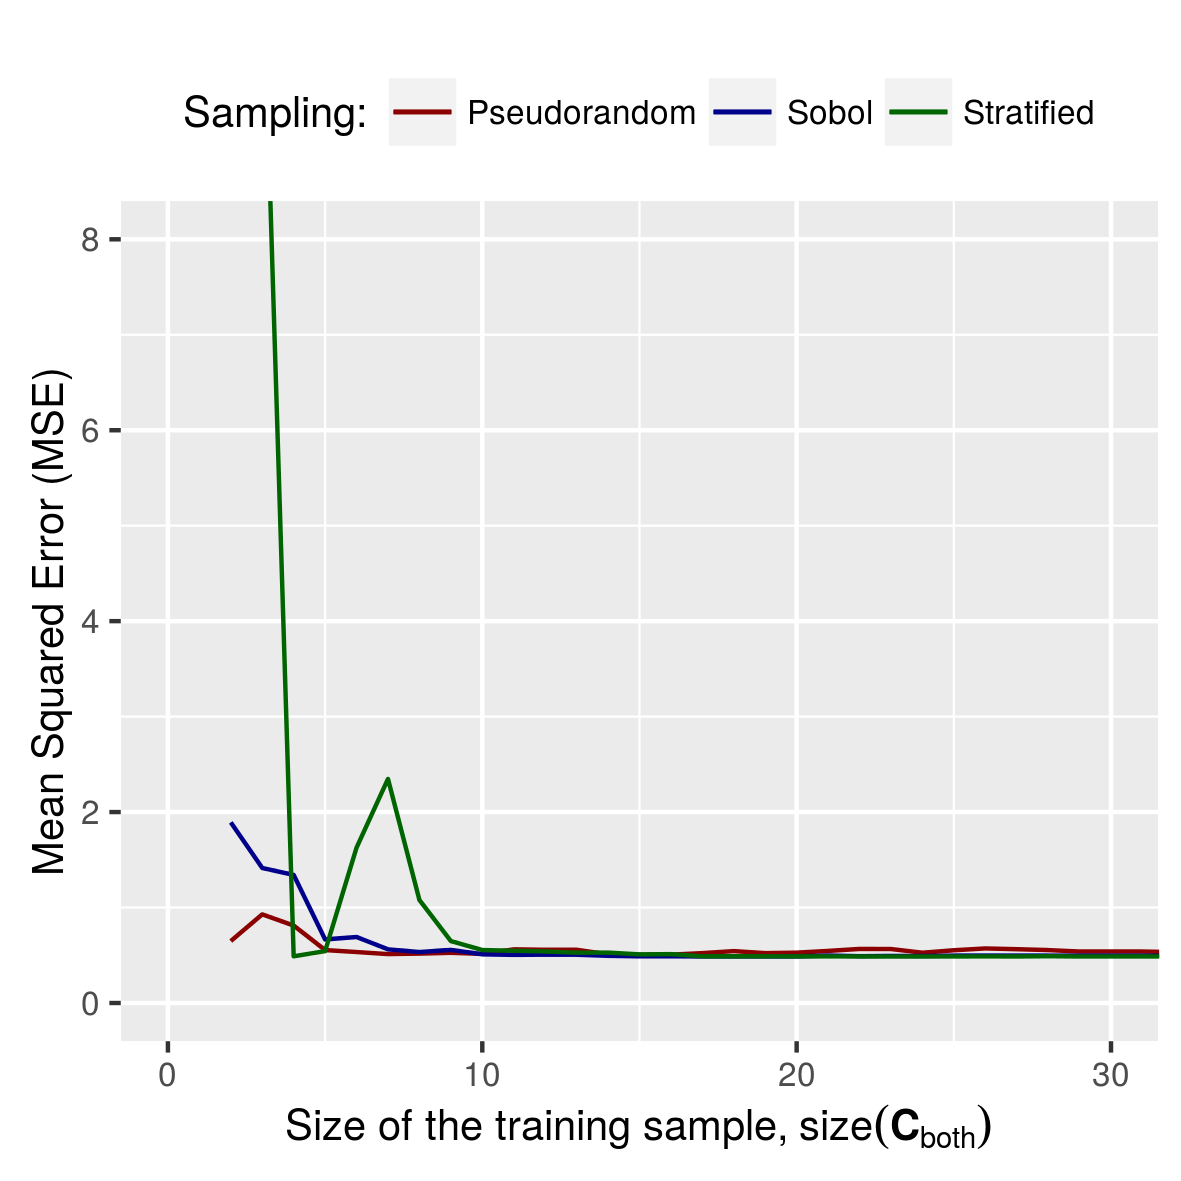 Sampling: Pseudorandom Sobol Stratified
8
6
4
2
0
Mean Squared Error (MSE)
0 10 20 30
Size of the training sample, size(C_both)